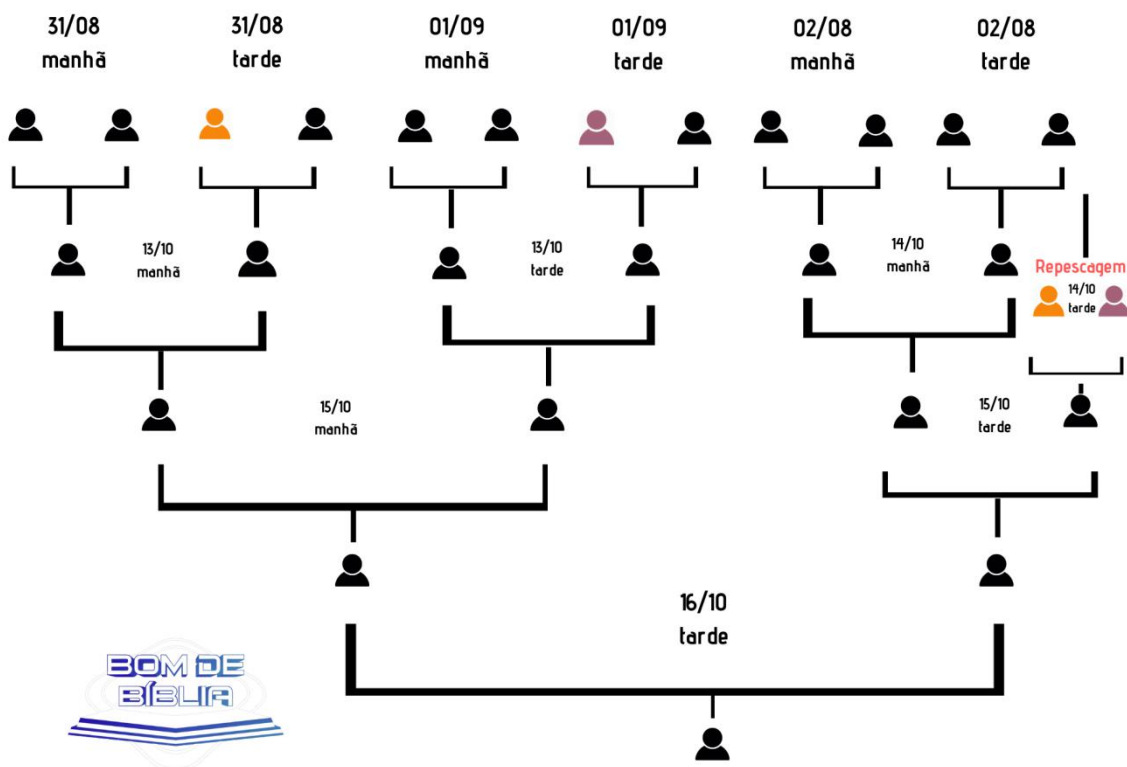 31/08
manhã
31/08
tarde
01/09
manhã
01/09
tarde
02/08
manhã
02/08
tarde
13/10
manhã
13/10
tarde
14/10
manhã
Repescagem
14/10
tarde
15/10
manhã
15/10
tarde
16/10
tarde
BOM DE
BÍBLIA